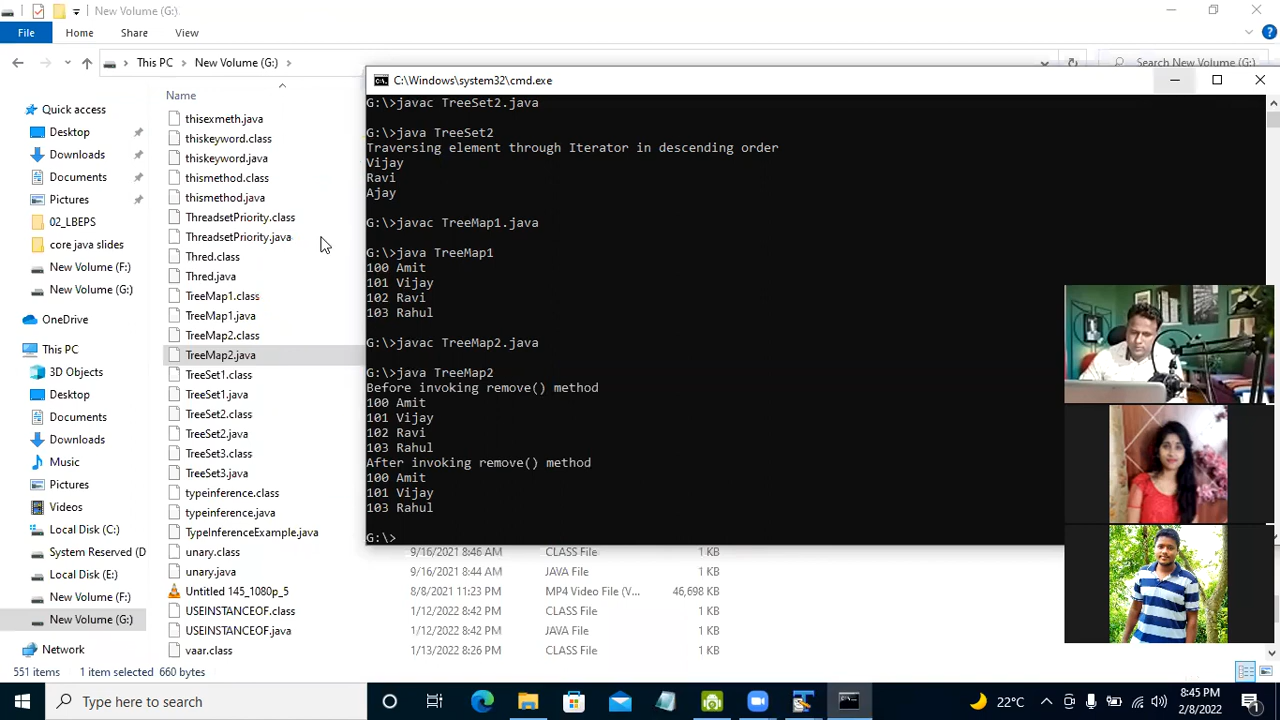 New Volume (G:)
File Home Share View
This PC New Volume (G:)
Search New Volume (G:)
Quick access
Desktop
Downloads
Documents
Pictures
02_LBEPS
core java slides
New Volume (F:)
New Volume (G:)
OneDrive
This PC
3D Objects
Desktop
Documents
Downloads
Music
Pictures
Videos
Local Disk (C:)
System Reserved (D
Local Disk (E:)
New Volume (F:)
New Volume (G:)
Network
Name
thisexmeth.java
thiskeyword.class
thiskeyword.java
thismethod.class
thismethod.java
ThreadsetPriority.class
ThreadsetPriority.java
Thred.class
Thred.java
TreeMap1.class
TreeMap1.java
TreeMap2.class
TreeMap2.java
TreeSet1.class
TreeSet1.java
TreeSet2.class
TreeSet2.java
TreeSet3.class
TreeSet3.java
typeinference.class
typeinference.java
TypeInferenceExample.java
unary.class 9/16/2021 8:46 AM CLASS File 1 KB
unary.java 9/16/2021 8:44 AM JAVA File 1 KB
Untitled 145_1080p_5 8/8/2021 11:23 PM MP4 Video File (V... 46,698 KB
USEINSTANCEOF.class 1/12/2022 8:42 PM CLASS File 1 KB
USEINSTANCEOF.java 1/12/2022 8:42 PM JAVA File 1 KB
vaar.class 1/13/2022 8:26 PM CLASS File 1 KB
C:\Windows\system32\cmd.exe
G:\>javac TreeSet2.java
G:\>java TreeSet2
Traversing element through Iterator in descending order
Vijay
Ravi
Ajay
G:\>javac TreeMap1.java
G:\>java TreeMap1
100 Amit
101 Vijay
102 Ravi
103 Rahul
G:\>javac TreeMap2.java
G:\>java TreeMap2
Before invoking remove() method
100 Amit
101 Vijay
102 Ravi
103 Rahul
After invoking remove() method
100 Amit
101 Vijay
103 Rahul
G:\>
551 items 1 item selected 660 bytes
Type here to search
22°C
8:45 PM
2/8/2022
1